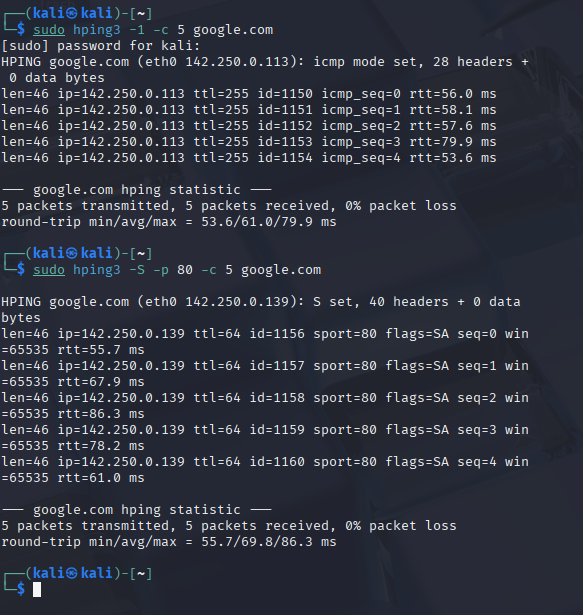 ┌──(kali㉿kali)-[~]
└─$ sudo hping3 -1 -c 5 google.com
[sudo] password for kali:
HPING google.com (eth0 142.250.0.113): icmp mode set, 28 headers +
 0 data bytes
len=46 ip=142.250.0.113 ttl=255 id=1150 icmp_seq=0 rtt=56.0 ms
len=46 ip=142.250.0.113 ttl=255 id=1151 icmp_seq=1 rtt=58.1 ms
len=46 ip=142.250.0.113 ttl=255 id=1152 icmp_seq=2 rtt=57.6 ms
len=46 ip=142.250.0.113 ttl=255 id=1153 icmp_seq=3 rtt=79.9 ms
len=46 ip=142.250.0.113 ttl=255 id=1154 icmp_seq=4 rtt=53.6 ms

--- google.com hping statistic ---
5 packets transmitted, 5 packets received, 0% packet loss
round-trip min/avg/max = 53.6/61.0/79.9 ms

┌──(kali㉿kali)-[~]
└─$ sudo hping3 -S -p 80 -c 5 google.com

HPING google.com (eth0 142.250.0.139): S set, 40 headers + 0 data
bytes
len=46 ip=142.250.0.139 ttl=64 id=1156 sport=80 flags=SA seq=0 win
=65535 rtt=55.7 ms
len=46 ip=142.250.0.139 ttl=64 id=1157 sport=80 flags=SA seq=1 win
=65535 rtt=67.9 ms
len=46 ip=142.250.0.139 ttl=64 id=1158 sport=80 flags=SA seq=2 win
=65535 rtt=86.3 ms
len=46 ip=142.250.0.139 ttl=64 id=1159 sport=80 flags=SA seq=3 win
=65535 rtt=78.2 ms
len=46 ip=142.250.0.139 ttl=64 id=1160 sport=80 flags=SA seq=4 win
=65535 rtt=61.0 ms

--- google.com hping statistic ---
5 packets transmitted, 5 packets received, 0% packet loss
round-trip min/avg/max = 55.7/69.8/86.3 ms

┌──(kali㉿kali)-[~]
└─$